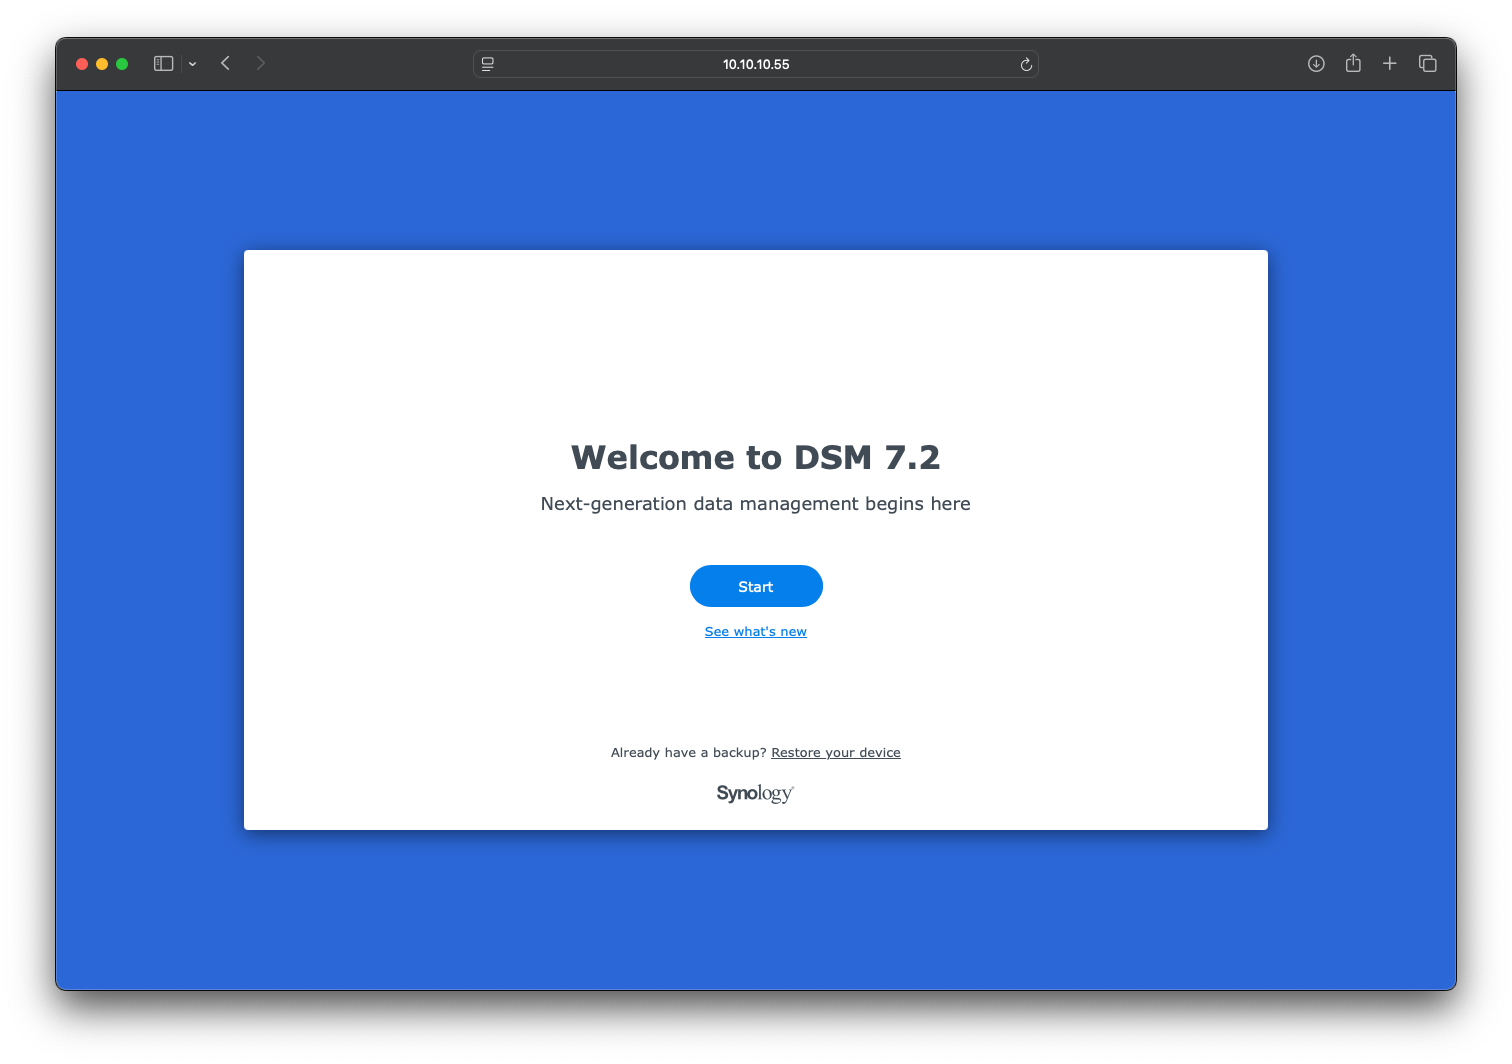 10.10.10.55
Welcome to DSM 7.2
Next-generation data management begins here
Start
See what's new
Already have a backup? Restore your device
Synology